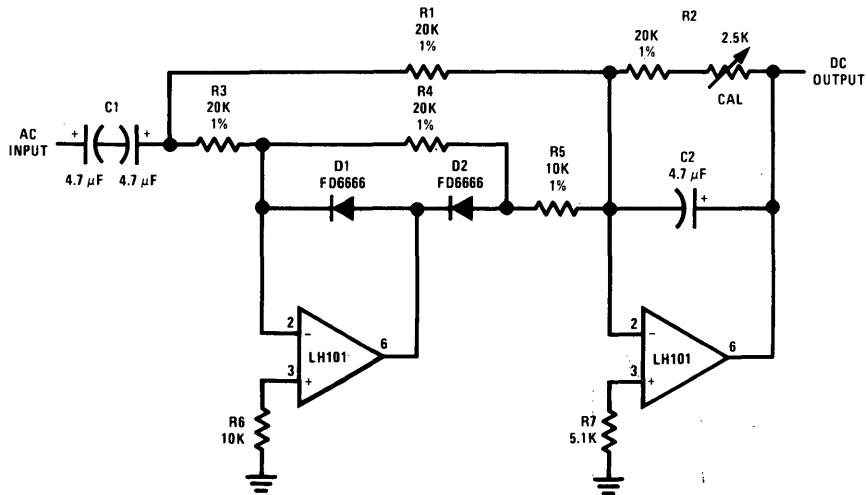 R1
20K
1%
R2
20K
1%
2.5K
CAL
DC
OUTPUT
R3
20K
1%
R4
20K
1%
C1
AC
INPUT
+
+
4.7 μF
4.7 μF
D1
FD6666
D2
FD6666
R5
10K
1%
C2
4.7 μF
+
2
−
LH101
6
3
+
R6
10K
2
−
LH101
6
3
+
R7
5.1K